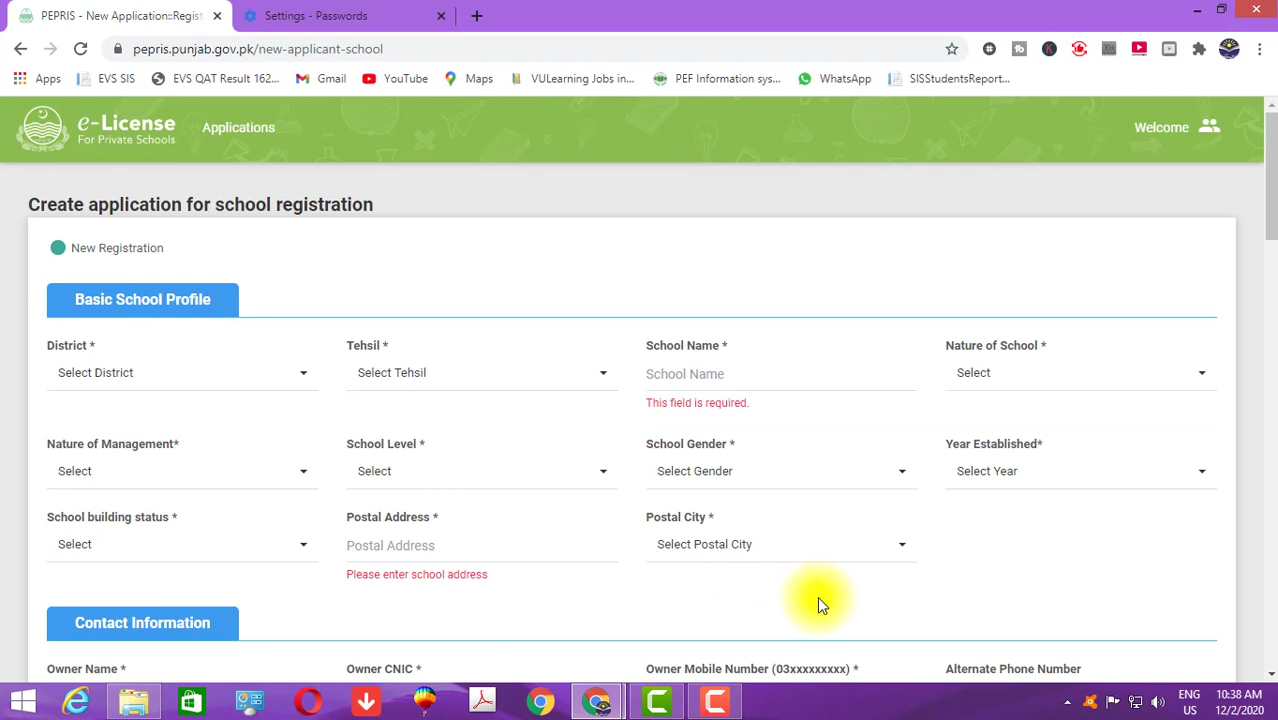 PEPRIS - New Application::Regist
Settings - Passwords
pepris.punjab.gov.pk/new-applicant-school
Apps
EVS SIS
EVS QAT Result 162...
Gmail
YouTube
Maps
VULearning Jobs in...
PEF Information sys...
WhatsApp
SISStudentsReport...
e-License
For Private Schools
Applications
Welcome
Create application for school registration
New Registration
Basic School Profile
District *
Tehsil *
School Name *
Nature of School *
Select District
Select Tehsil
School Name
Select
This field is required.
Nature of Management*
School Level *
School Gender *
Year Established*
Select
Select
Select Gender
Select Year
School building status *
Postal Address *
Postal City *
Select
Postal Address
Select Postal City
Please enter school address
Contact Information
Owner Name *
Owner CNIC *
Owner Mobile Number (03xxxxxxxxx) *
Alternate Phone Number
ENG
US
10:38 AM
12/2/2020